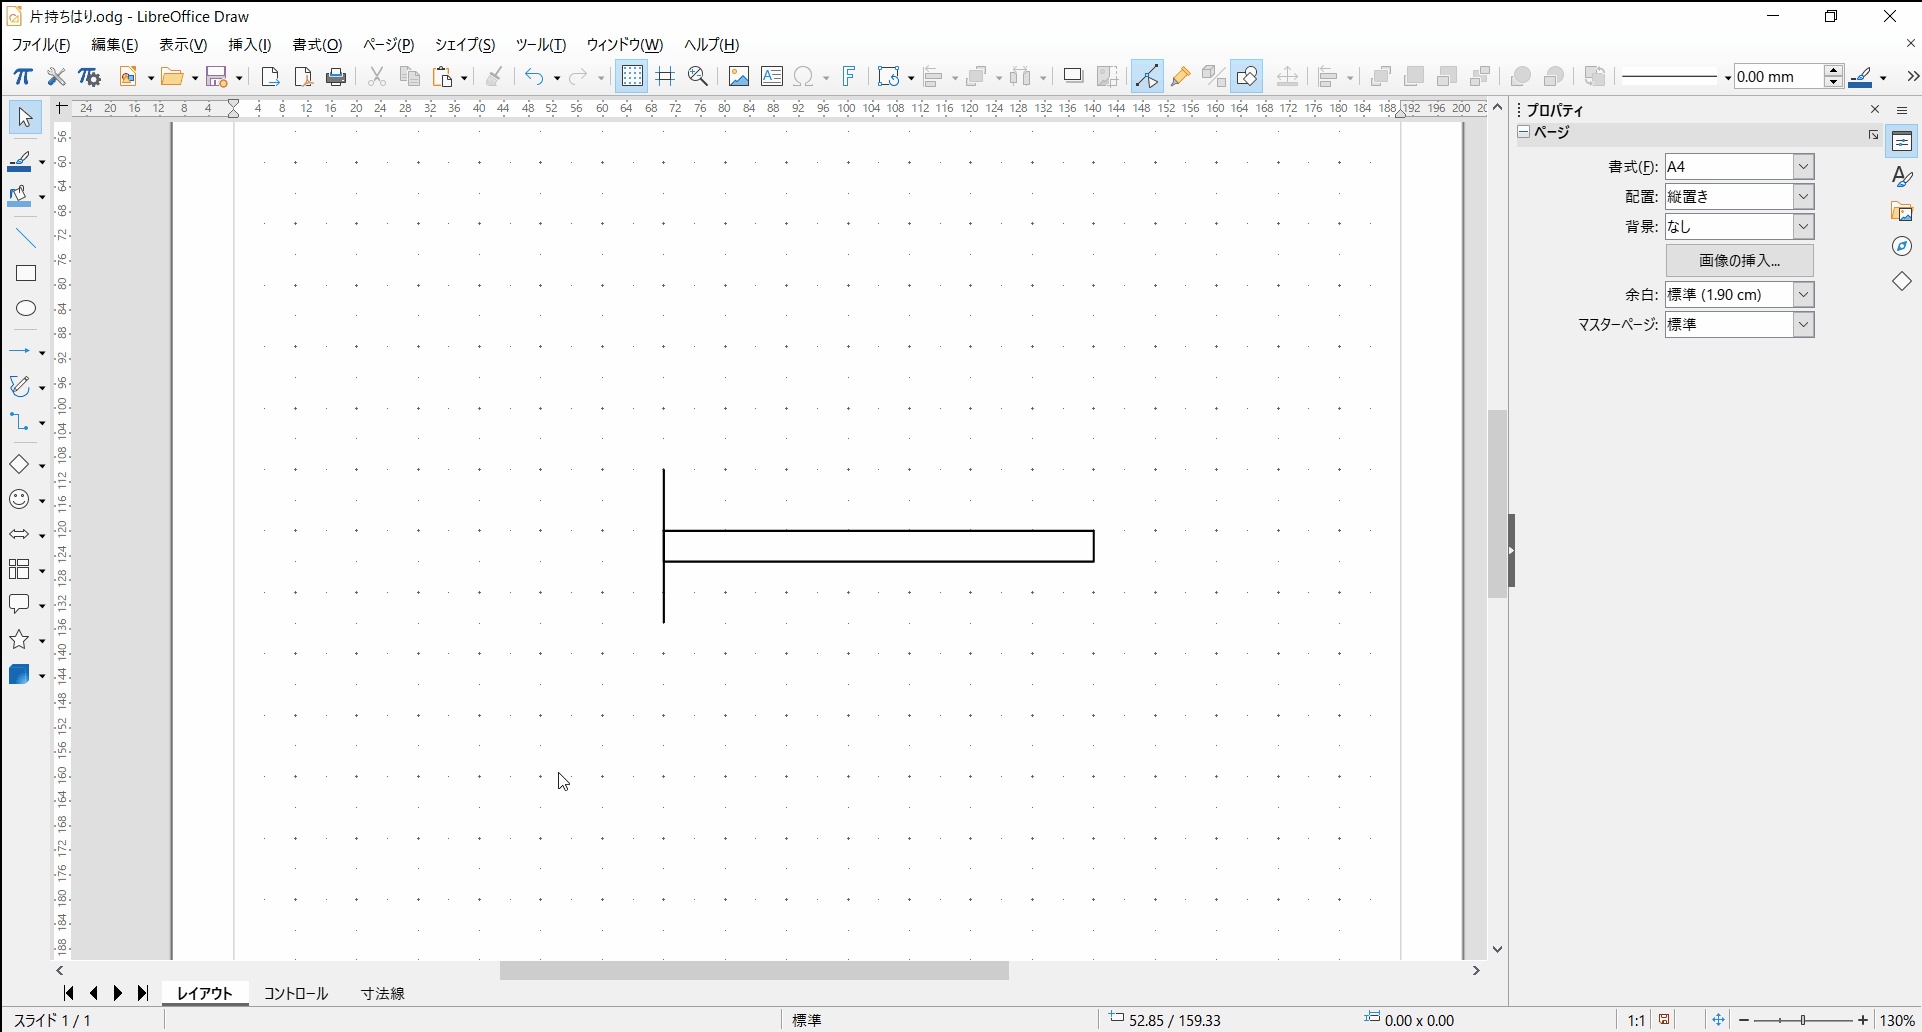 片持ちはり.odg - LibreOffice Draw
ファイル(F) 編集(E) 表示(V) 挿入(I) 書式(O) ページ(P) シェイプ(S) ツール(T) ウィンドウ(W) ヘルプ(H)
0.00 mm
24 20 16 12 8 4 4 8 12 16 20 24 28 32 36 40 44 48 52 56 60 64 68 72 76 80 84 88 92 96 100 104 108 112 116 120 124 128 132 136 140 144 148 152 156 160 164 168 172 176 180 184 188 192 196 200 20
56
60
64
68
72
76
80
84
88
92
96
100
104
108
112
116
120
124
128
132
136
140
144
148
152
156
160
164
168
172
176
180
184
188
プロパティ
ページ
書式(F): A4
配置: 縦置き
背景: なし
画像の挿入...
余白: 標準 (1.90 cm)
マスターページ: 標準
レイアウト コントロール 寸法線
スライド 1 / 1 標準 52.85 / 159.33 0.00 x 0.00 1:1 130%